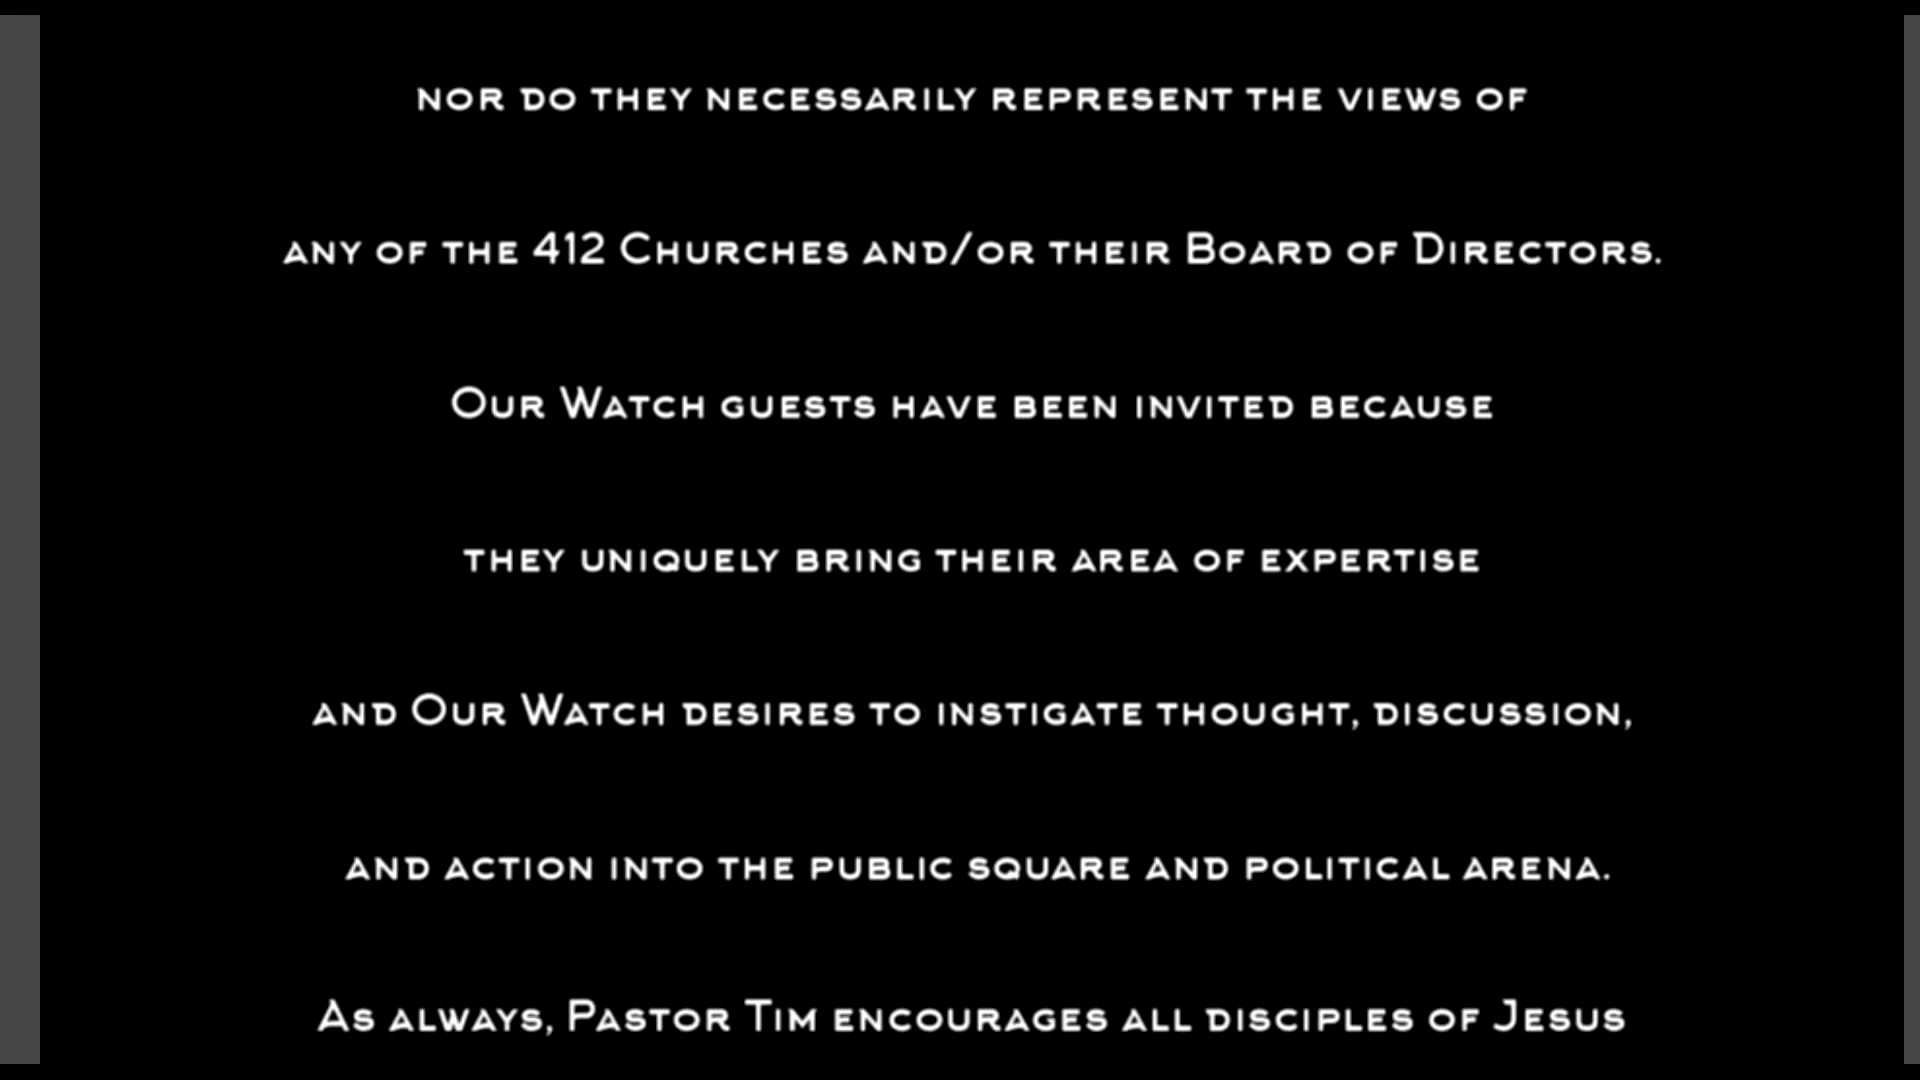 nor do they necessarily represent the views of
any of the 412 Churches and/or their Board of Directors.
Our Watch guests have been invited because
they uniquely bring their area of expertise
and Our Watch desires to instigate thought, discussion,
and action into the public square and political arena.
As always, Pastor Tim encourages all disciples of Jesus